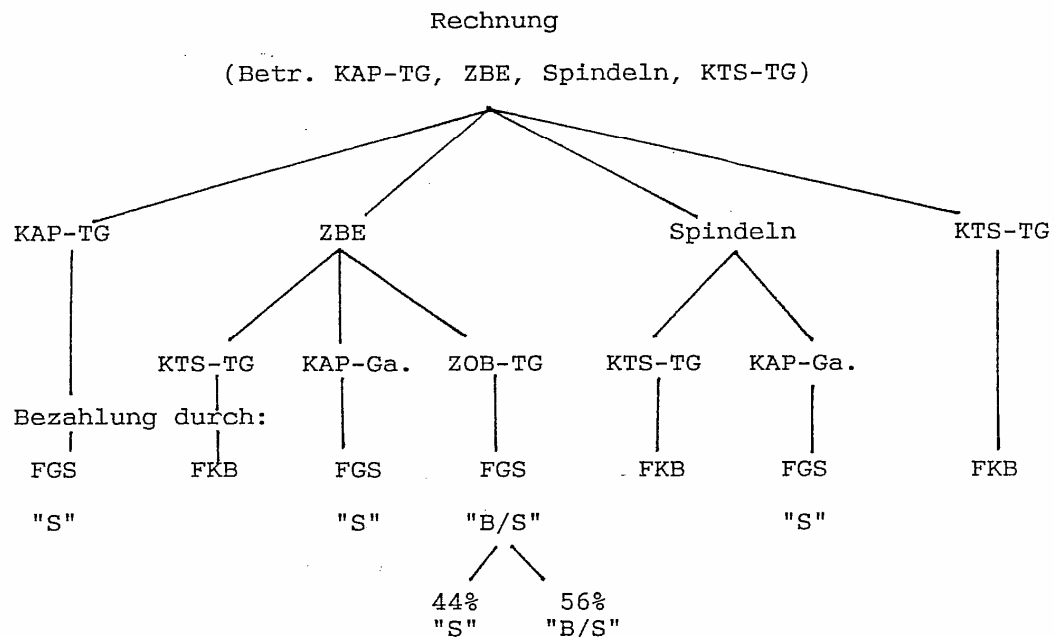 Rechnung
(Betr. KAP-TG, ZBE, Spindeln, KTS-TG)
KAP-TG ZBE Spindeln KTS-TG
KTS-TG KAP-Ga. ZOB-TG KTS-TG KAP-Ga.
Bezahlung durch:
FGS FKB FGS FGS FKB FGS FKB
"S" "S" "B/S" "S"
44% 56%
"S" "B/S"